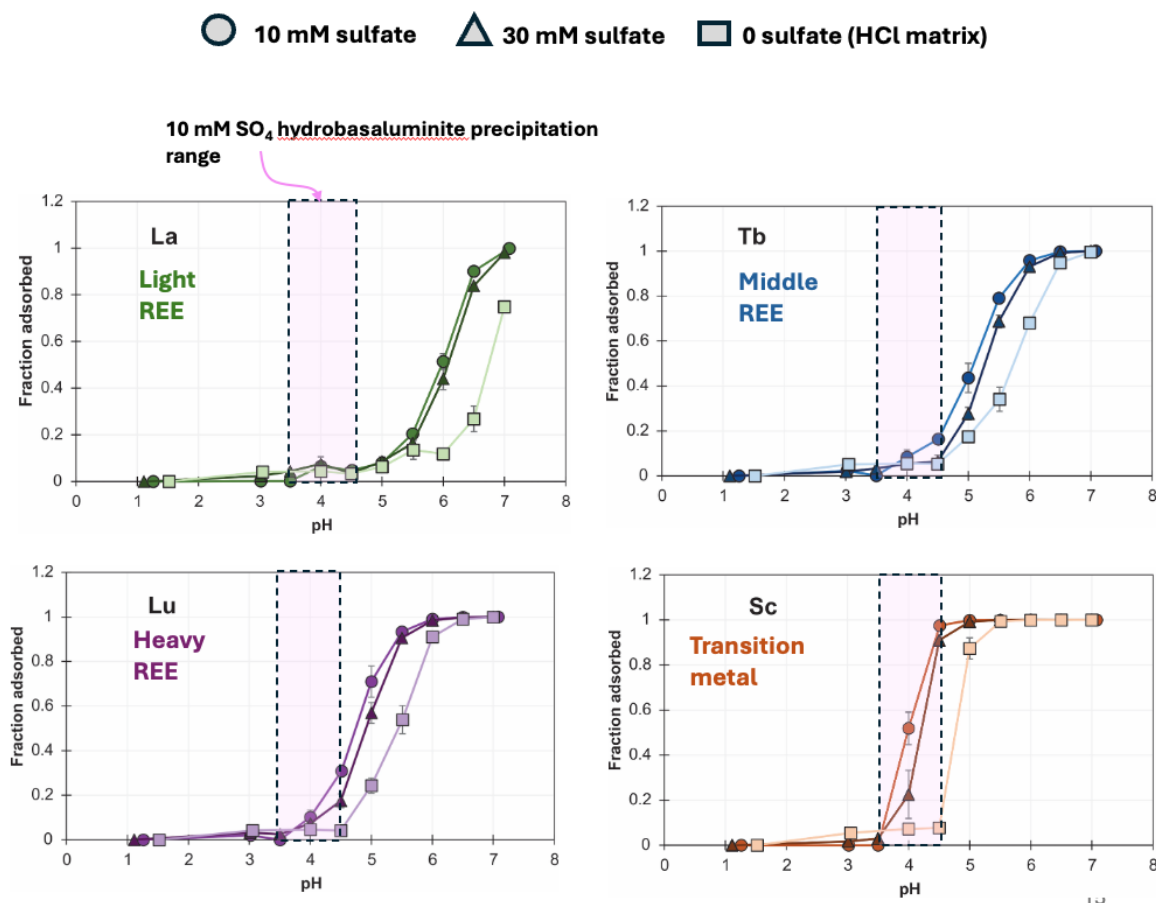 10 mM sulfate
30 mM sulfate
0 sulfate (HCl matrix)
10 mM SO₄ hydrobasaluminite precipitation
range
1.2
1
0.8
0.6
0.4
0.2
0
Fraction adsorbed
La
Light
REE
0 1 2 3 4 5 6 7 8
pH
1.2
1
0.8
0.6
0.4
0.2
0
Fraction adsorbed
Tb
Middle
REE
0 1 2 3 4 5 6 7 8
pH
1.2
1
0.8
0.6
0.4
0.2
0
Fraction adsorbed
Lu
Heavy
REE
0 1 2 3 4 5 6 7 8
pH
1.2
1
0.8
0.6
0.4
0.2
0
Fraction adsorbed
Sc
Transition
metal
0 1 2 3 4 5 6 7 8
pH